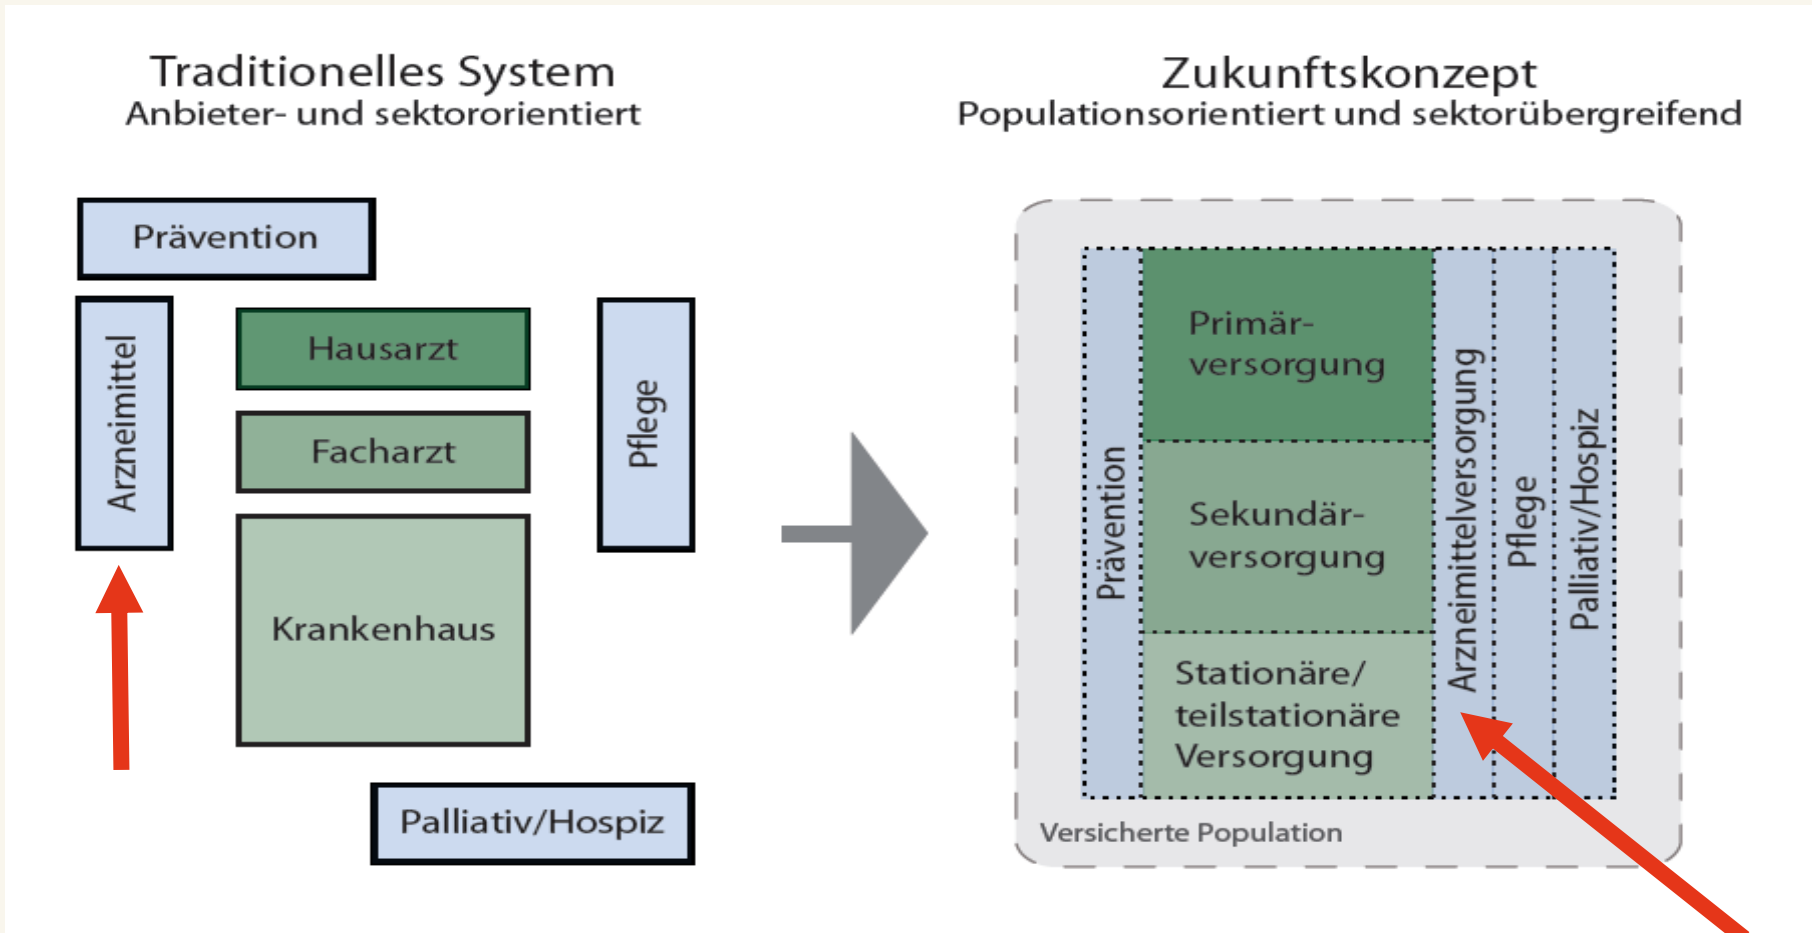 Traditionelles System
Anbieter- und sektororientiert
Prävention
Arzneimittel
Hausarzt
Facharzt
Krankenhaus
Pflege
Palliativ/Hospiz
Zukunftskonzept
Populationsorientiert und sektorübergreifend
Prävention
Primär-
versorgung
Sekundär-
versorgung
Stationäre/
teilstationäre
Versorgung
Arzneimittelversorgung
Pflege
Palliativ/Hospiz
Versicherte Population